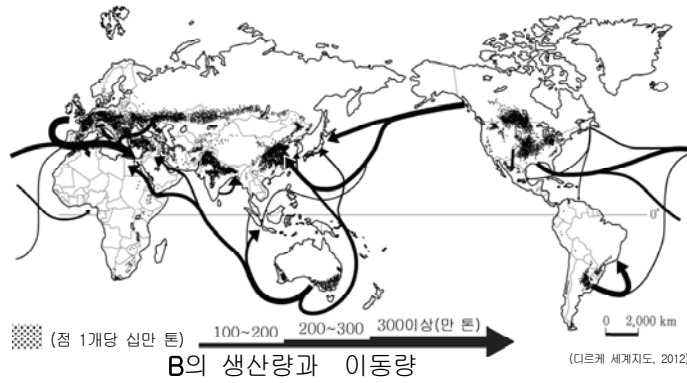 0°
(점 1개당 십만 톤)
100~200 200~300 300이상(만 톤)
0 2,000 km
B의 생산량과 이동량
(디르케 세계지도, 2012)